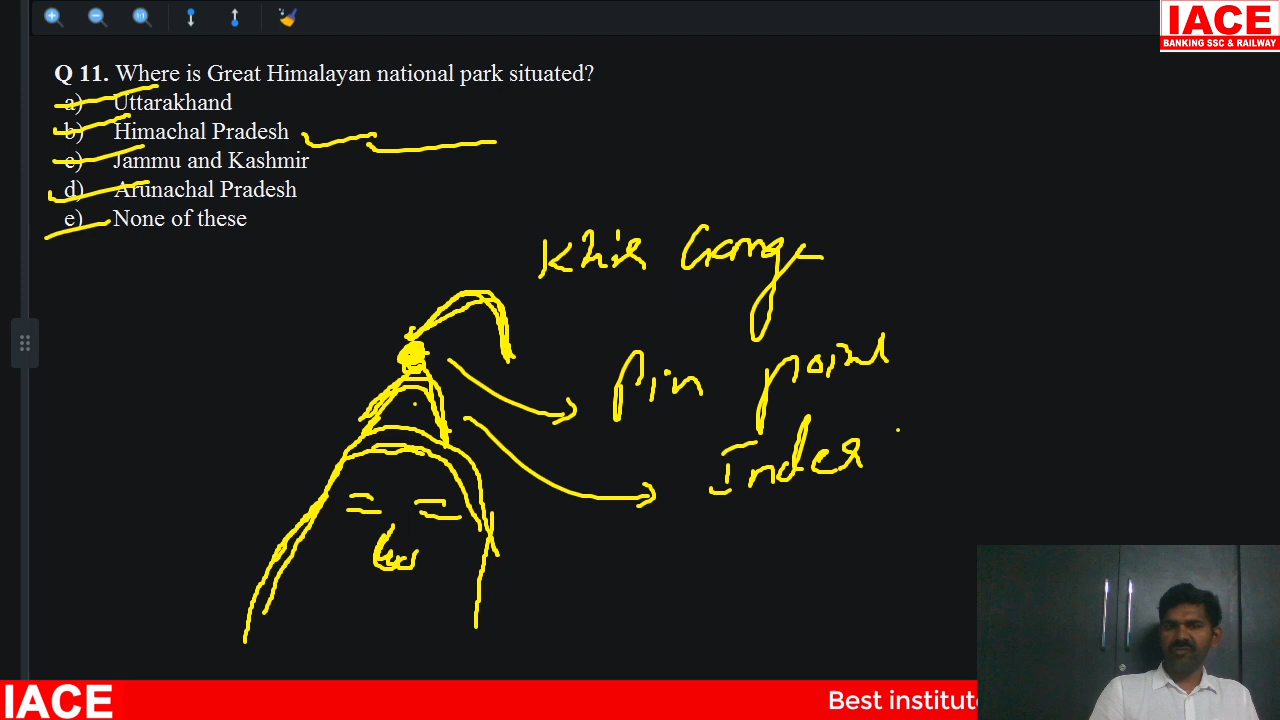 IACE
BANKING SSC & RAILWAY
Q 11. Where is Great Himalayan national park situated?
a) Uttarakhand
b) Himachal Pradesh
c) Jammu and Kashmir
d) Arunachal Pradesh
e) None of these
Khir Ganga
Pin point
Index
IACE
Best institut